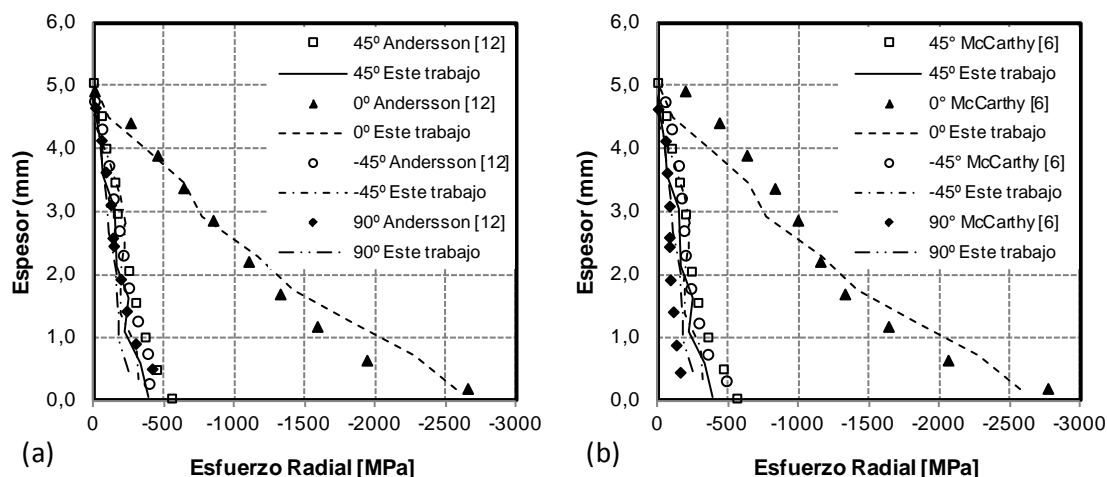 6,0
5,0
4,0
3,0
2,0
1,0
0,0
Espesor (mm)
45º Andersson [12]
45º Este trabajo
0º Andersson [12]
0º Este trabajo
-45º Andersson [12]
-45º Este trabajo
90º Andersson [12]
90º Este trabajo
0 -500 -1000 -1500 -2000 -2500 -3000
(a)
Esfuerzo Radial [MPa]
6,0
5,0
4,0
3,0
2,0
1,0
0,0
Espesor (mm)
45° McCarthy [6]
45º Este trabajo
0° McCarthy [6]
0º Este trabajo
-45° McCarthy [6]
-45º Este trabajo
90° McCarthy [6]
90º Este trabajo
0 -500 -1000 -1500 -2000 -2500 -3000
(b)
Esfuerzo Radial [MPa]